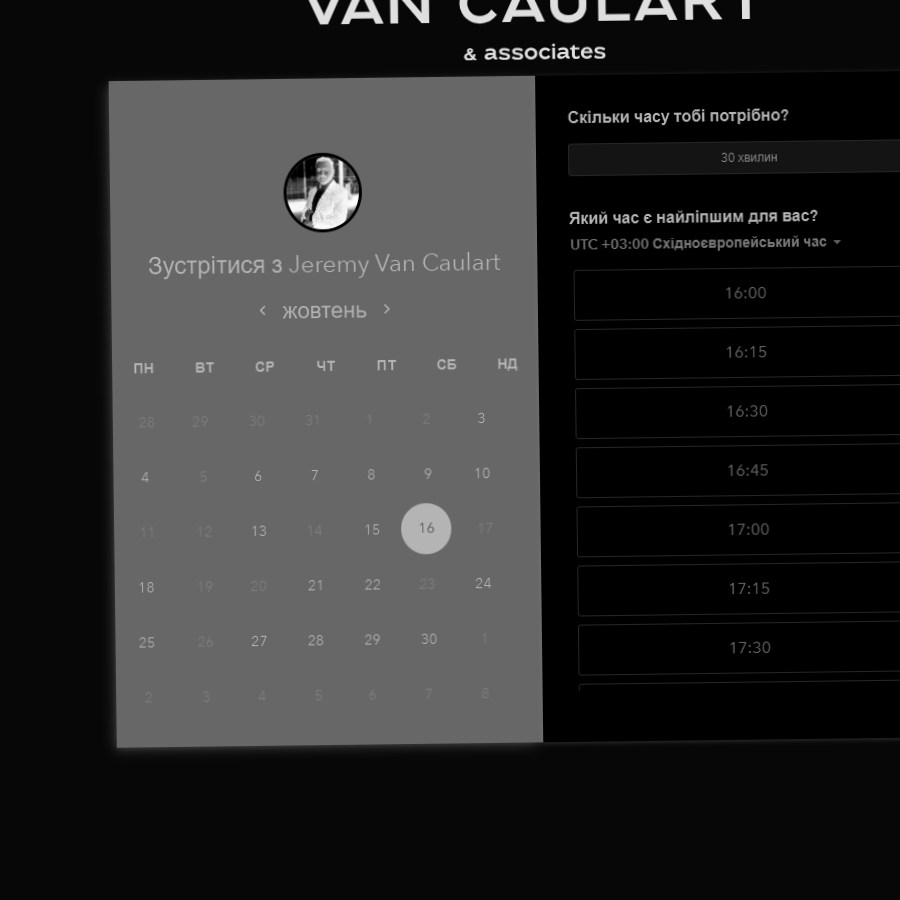 VAN CAULART
& associates
Зустрітися з Jeremy Van Caulart
жовтень
ПН ВТ СР ЧТ ПТ СБ НД
28 29 30 31 1 2 3
4 5 6 7 8 9 10
11 12 13 14 15 16 17
18 19 20 21 22 23 24
25 26 27 28 29 30 1
2 3 4 5 6 7 8
Скільки часу тобі потрібно?
30 хвилин
Який час є найліпшим для вас?
UTC +03:00 Східноєвропейський час
16:00
16:15
16:30
16:45
17:00
17:15
17:30